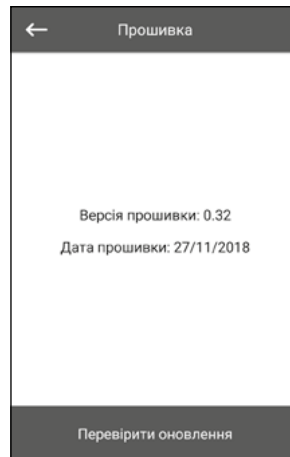 Прошивка
Версія прошивки: 0.32
Дата прошивки: 27/11/2018
Перевірити оновлення